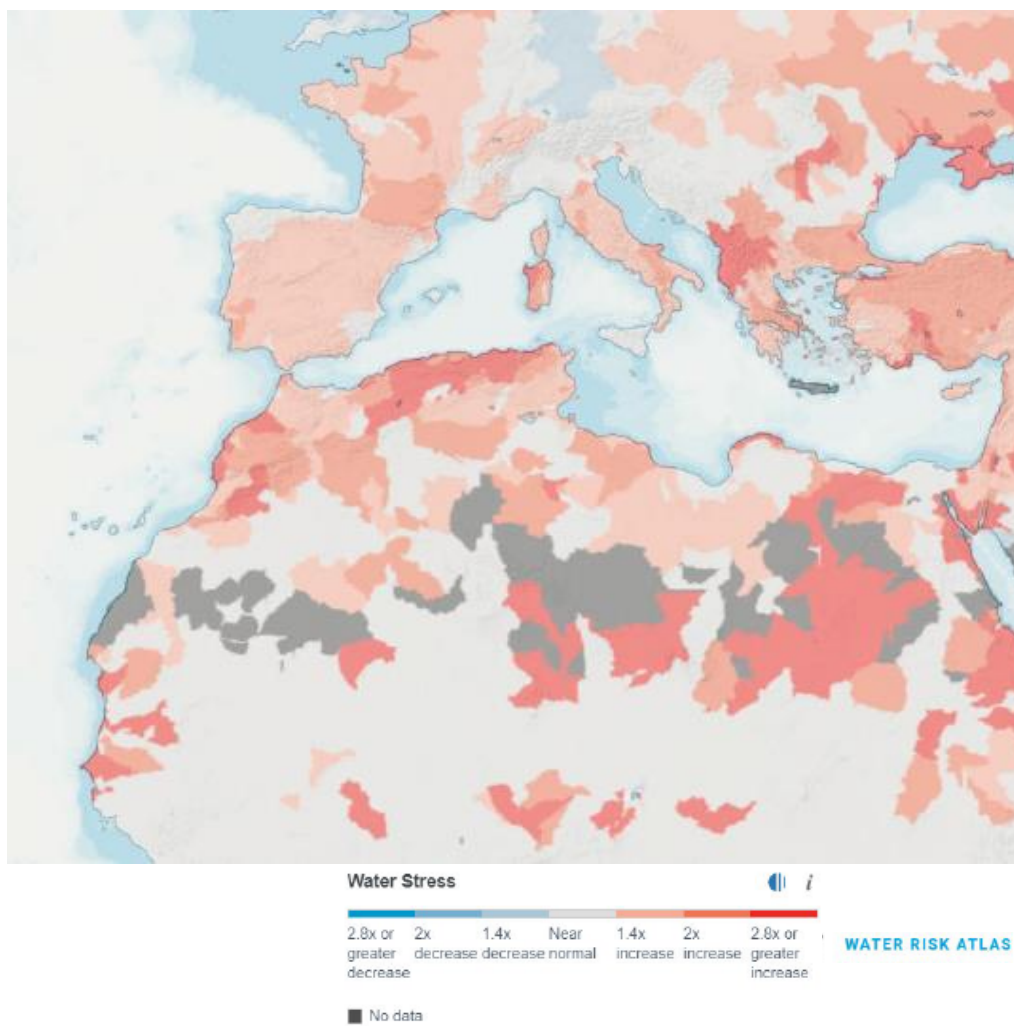 Water Stress
i
2.8x or greater decrease
2x decrease
1.4x decrease
Near normal
1.4x increase
2x increase
2.8x or greater increase
WATER RISK ATLAS
No data